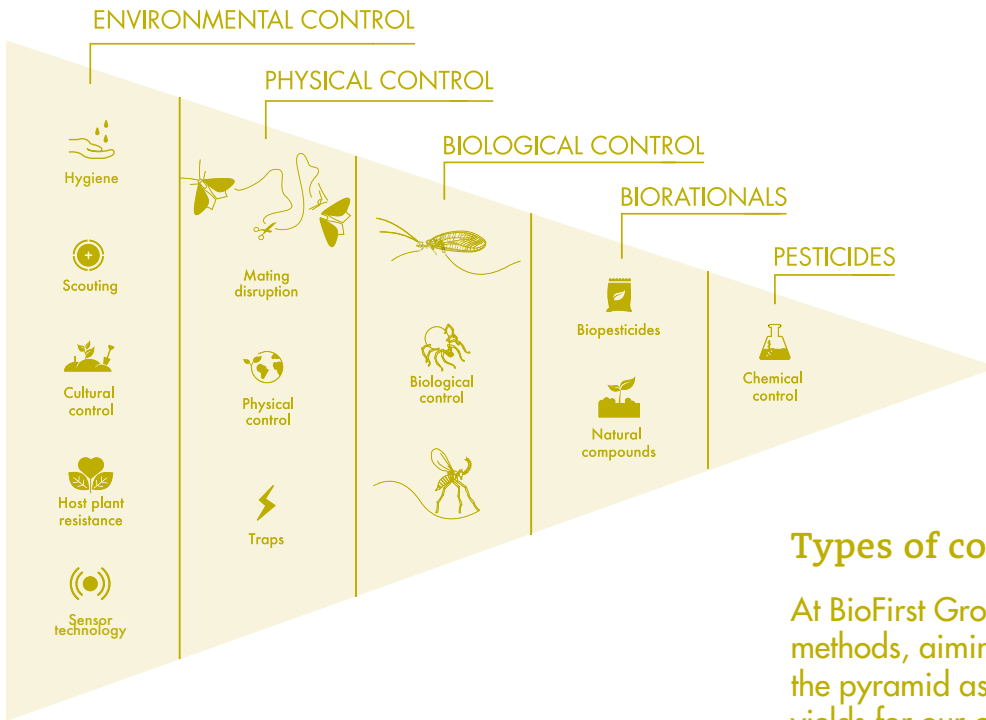 ENVIRONMENTAL CONTROL
Hygiene
Scouting
Cultural
control
Host plant
resistance
Sensor
technology
PHYSICAL CONTROL
Mating
disruption
Physical
control
Traps
BIOLOGICAL CONTROL
Biological
control
BIORATIONALS
Biopesticides
Natural
compounds
PESTICIDES
Chemical
control
Types of co
At BioFirst Gro
methods, aimin
the pyramid as